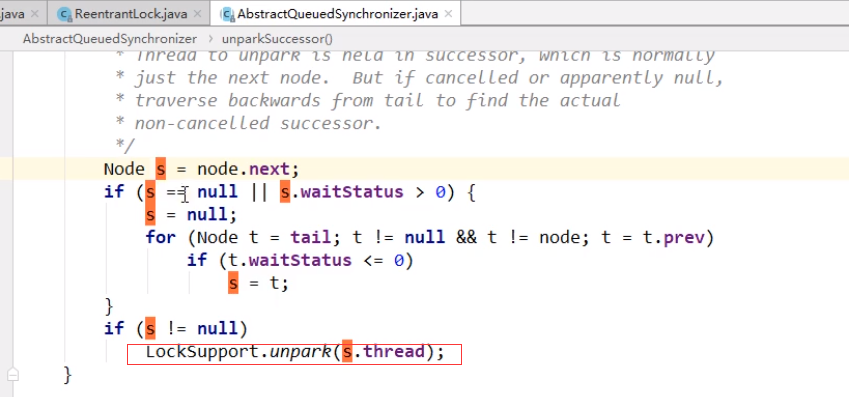 .java
ReentrantLock.java
AbstractQueuedSynchronizer.java
AbstractQueuedSynchronizer › unparkSuccessor()
* Thread to unpark is held in successor, which is normally
* just the next node.  But if cancelled or apparently null,
* traverse backwards from tail to find the actual
* non-cancelled successor.
*/
Node s = node.next;
if (s == null || s.waitStatus > 0) {
s = null;
for (Node t = tail; t != null && t != node; t = t.prev)
if (t.waitStatus <= 0)
s = t;
}
if (s != null)
LockSupport.unpark(s.thread);
}